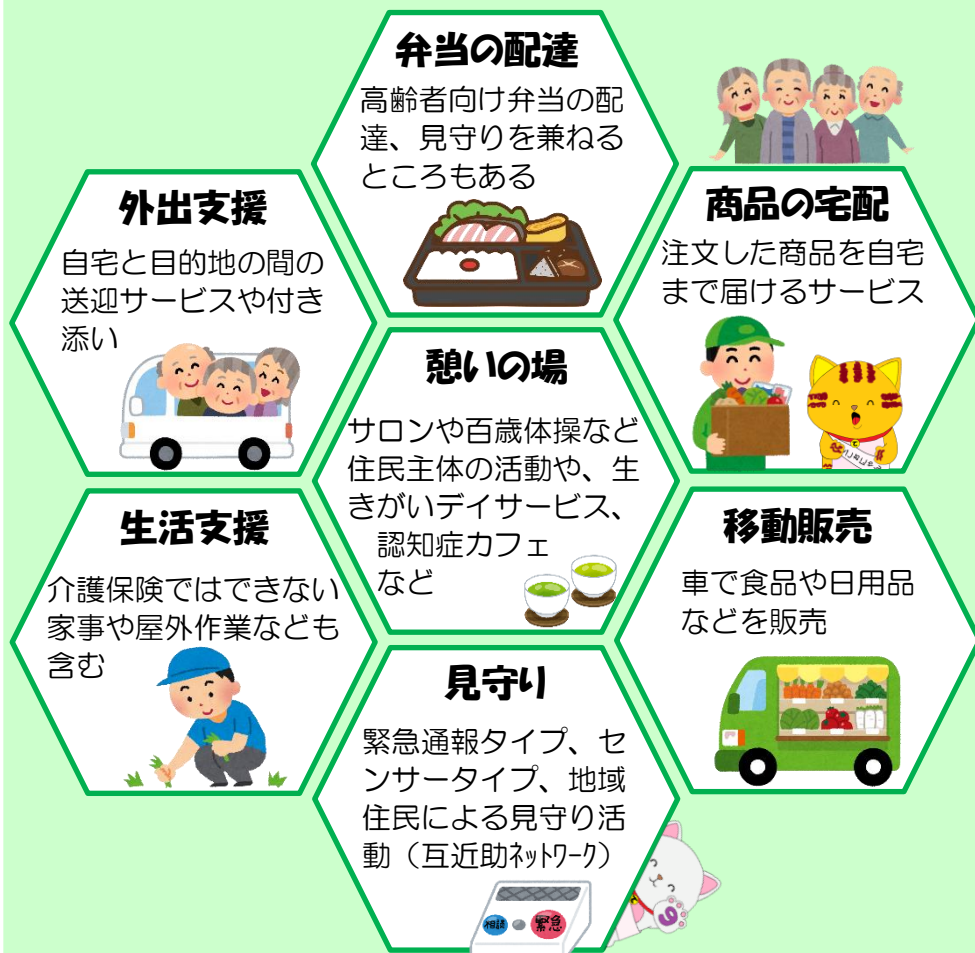 弁当の配達
高齢者向け弁当の配
達、見守りを兼ねる
ところもある
外出支援
自宅と目的地の間の
送迎サービスや付き
添い
商品の宅配
注文した商品を自宅
まで届けるサービス
憩いの場
サロンや百歳体操など
住民主体の活動や、生
きがいデイサービス、
認知症カフェ
など
生活支援
介護保険ではできない
家事や屋外作業なども
含む
移動販売
車で食品や日用品
などを販売
見守り
緊急通報タイプ、セ
ンサータイプ、地域
住民による見守り活
動（互近助ﾈｯﾄﾜｰｸ）
相談
緊急
9